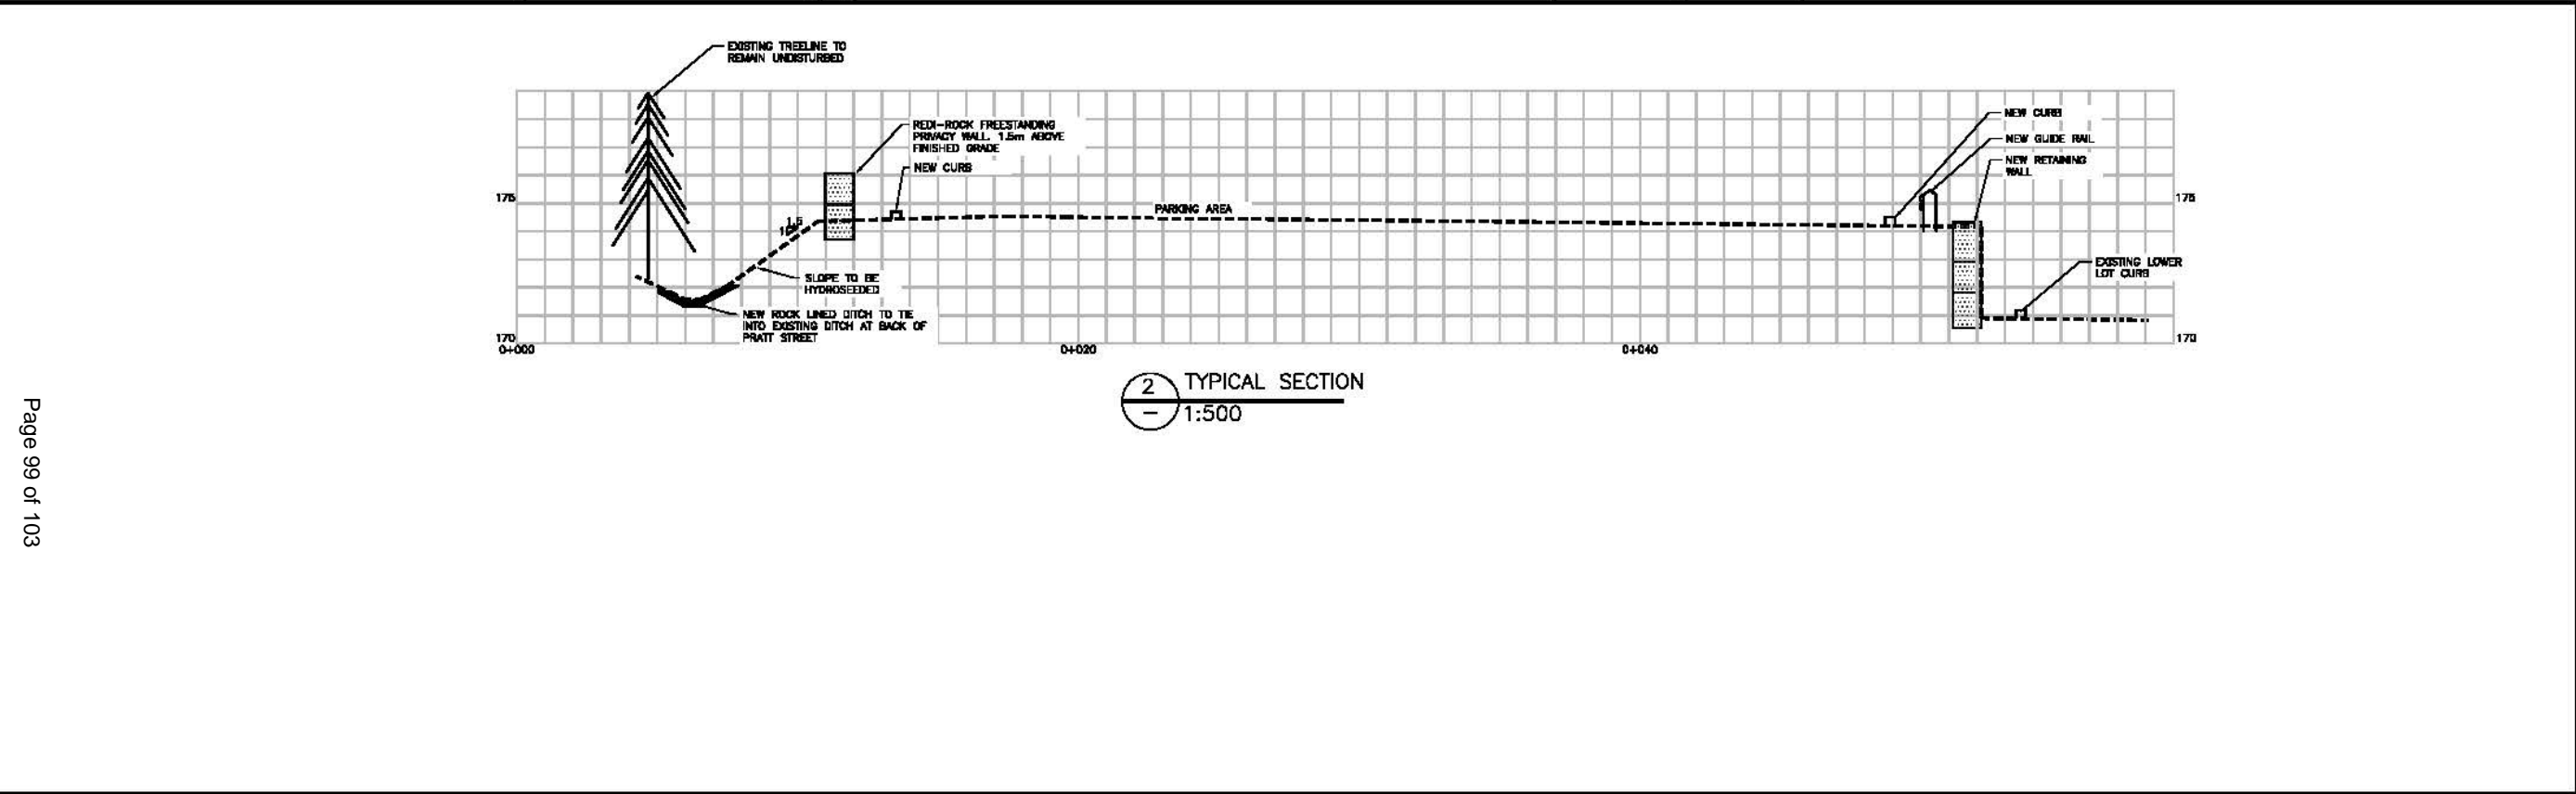 EXISTING TREELINE TO
REMAIN UNDISTURBED
REDI-ROCK FREESTANDING
PRIVACY WALL. 1.5m ABOVE
FINISHED GRADE
NEW CURB
NEW CURB
NEW GUIDE RAIL
NEW RETAINING
WALL
175
175
PARKING AREA
1.5
EXISTING LOWER
LOT CURB
SLOPE TO BE
HYDROSEEDED
NEW ROCK LINED DITCH TO TIE
INTO EXISTING DITCH AT BACK OF
PRATT STREET
170
170
0+000
0+020
0+040
2
TYPICAL SECTION
–
1:500
Page 99 of 103